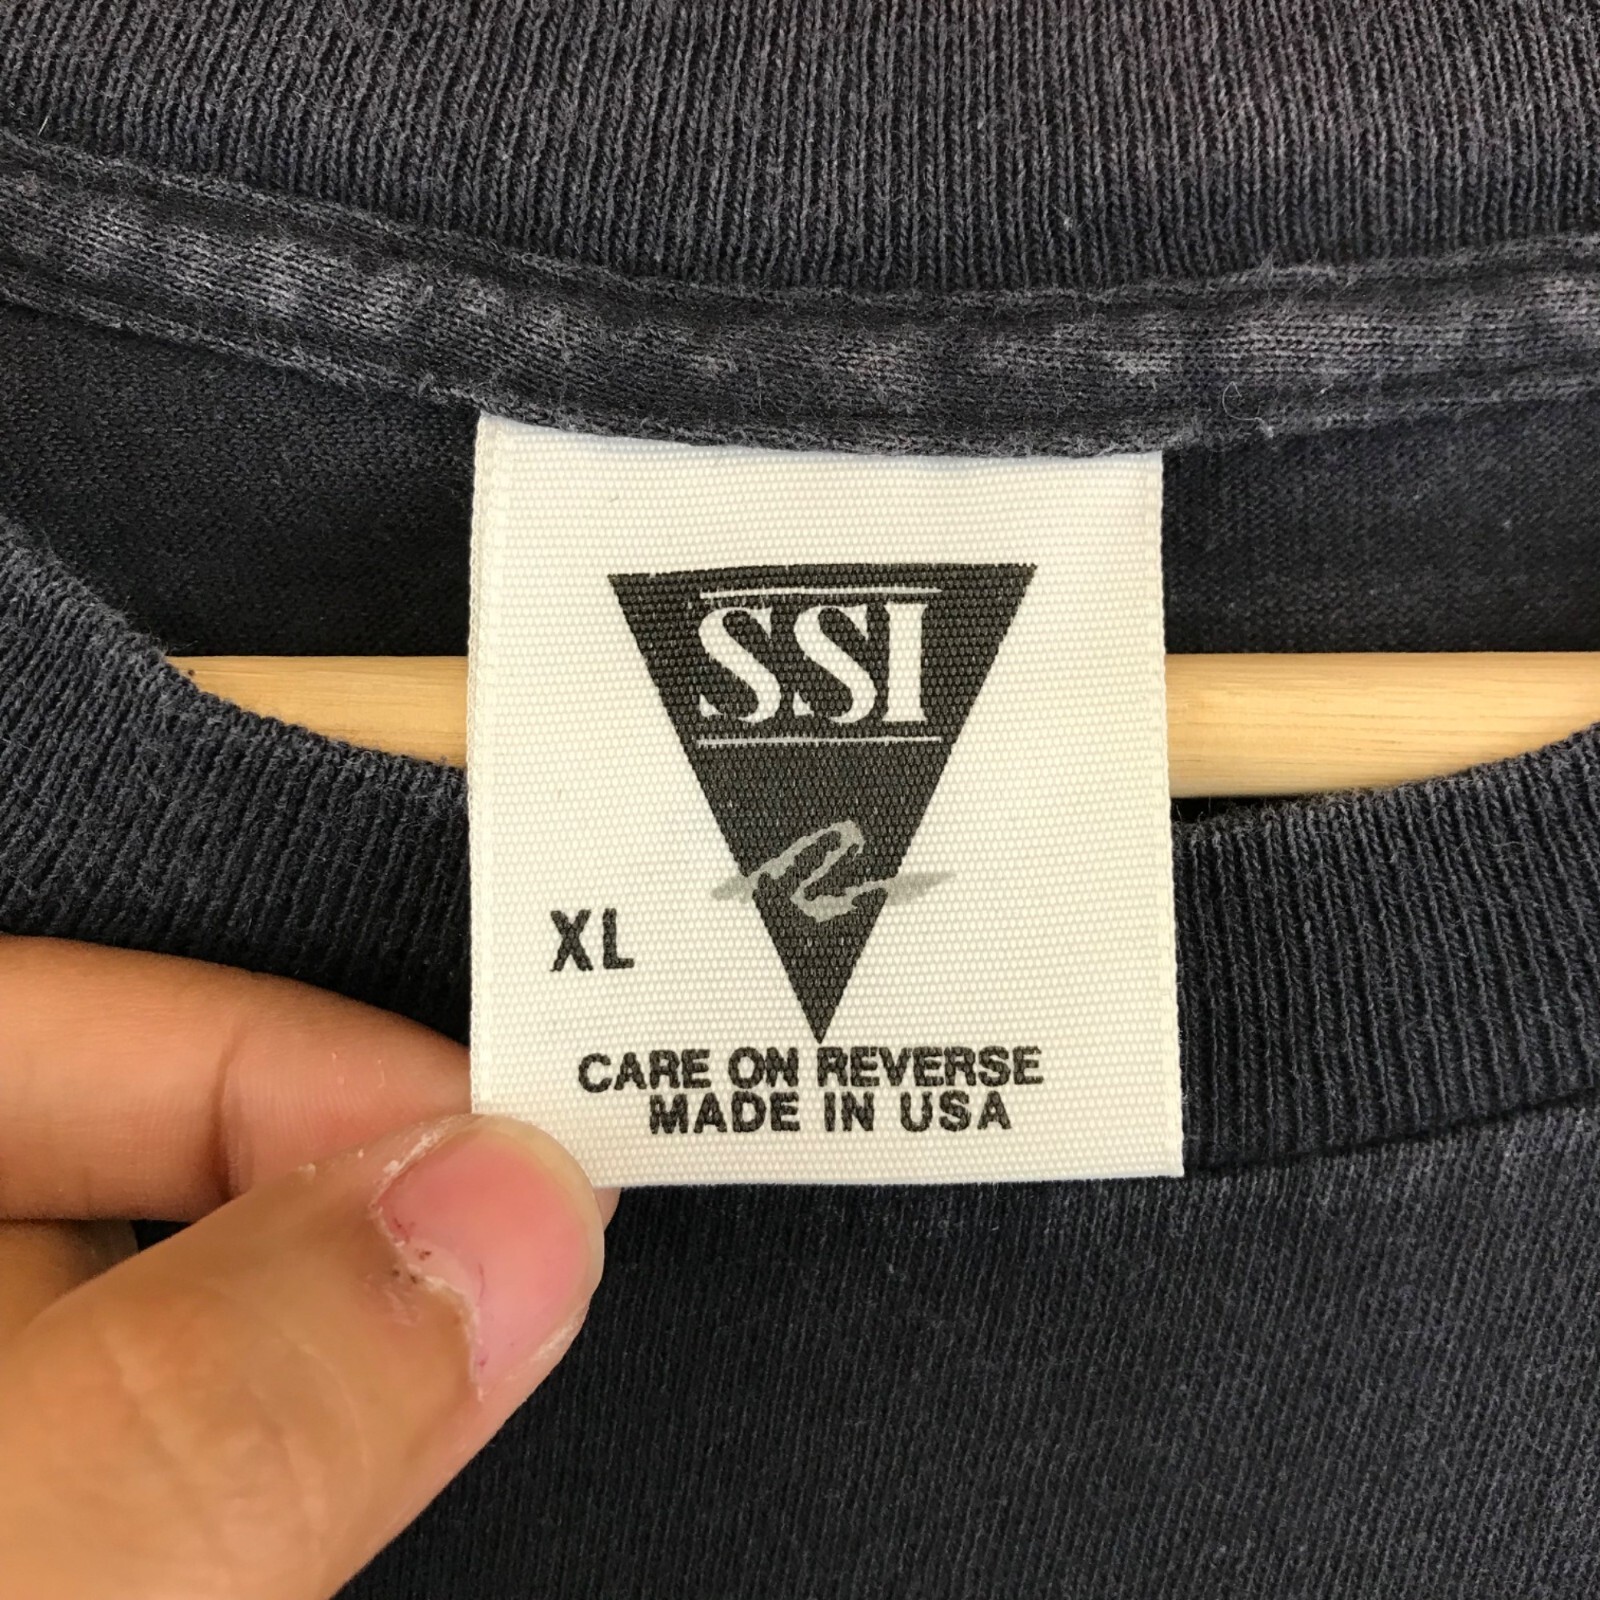 SSI
R
XL
CARE ON REVERSE
MADE IN USA